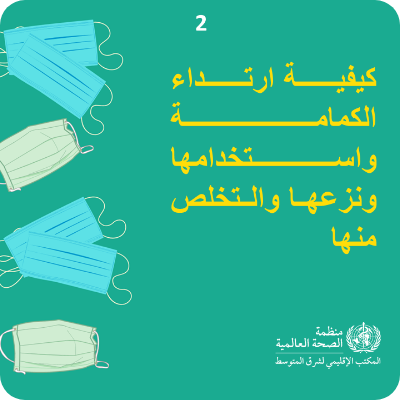 2
كيفية ارتداء
الكمامة
واستخدامها
ونزعها والتخلص
منها
منظمة
الصحة العالمية
المكتب الإقليمي لشرق المتوسط